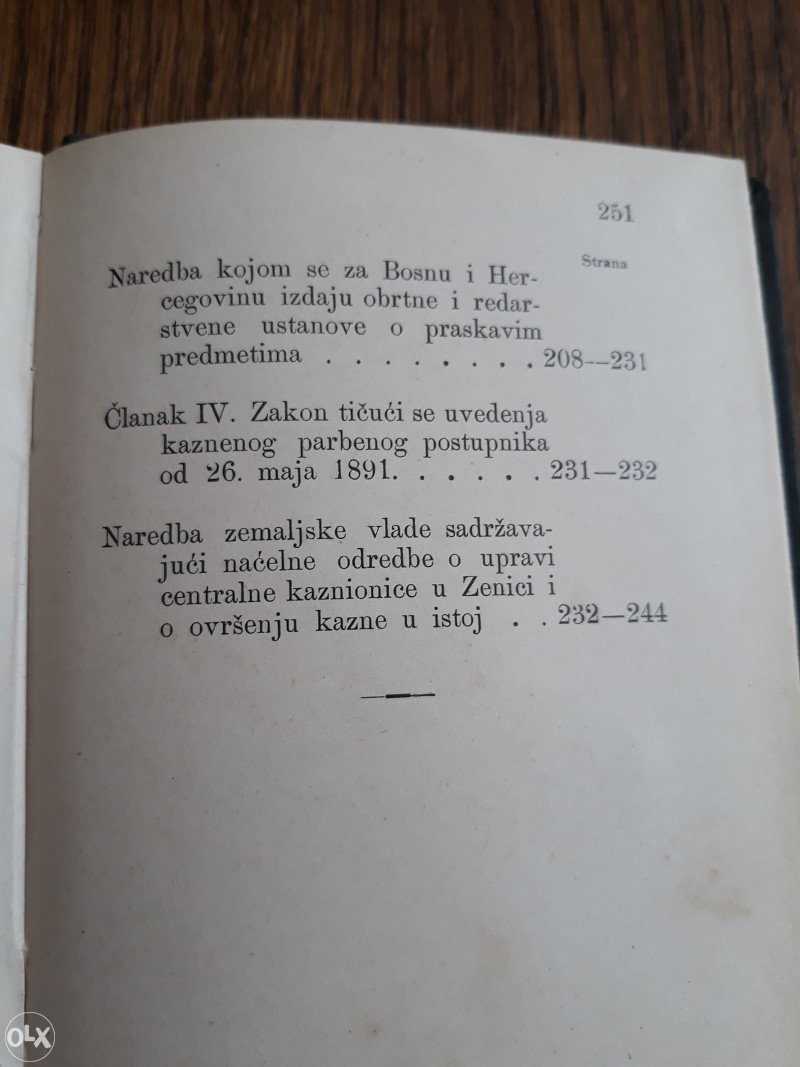 251
Strana
Naredba kojom se za Bosnu i Her-
cegovinu izdaju obrtne i redar-
stvene ustanove o praskavim
predmetima . . . . . . . . 208—231
Članak IV. Zakon tičući se uvedenja
kaznenog parbenog postupnika
od 26. maja 1891. . . . . . 231—232
Naredba zemaljske vlade sadržava-
jući naćelne odredbe o upravi
centralne kaznionice u Zenici i
o ovršenju kazne u istoj . . 232—244
OLX